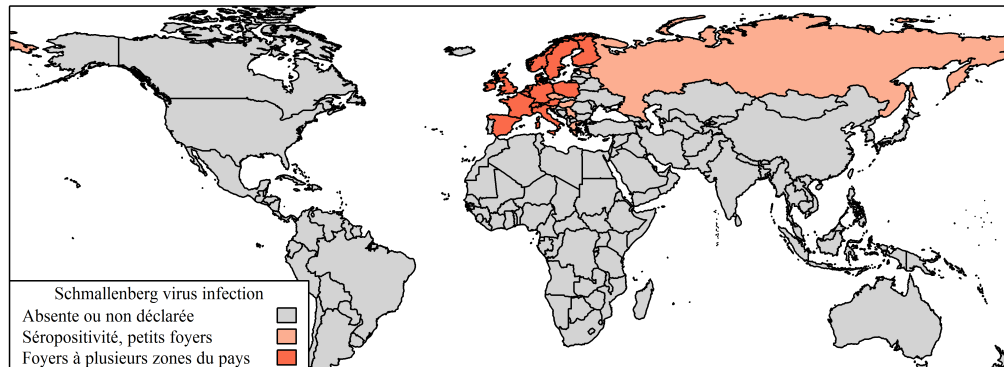 Schmallenberg virus infection
Absente ou non déclarée
Séropositivité, petits foyers
Foyers à plusieurs zones du pays